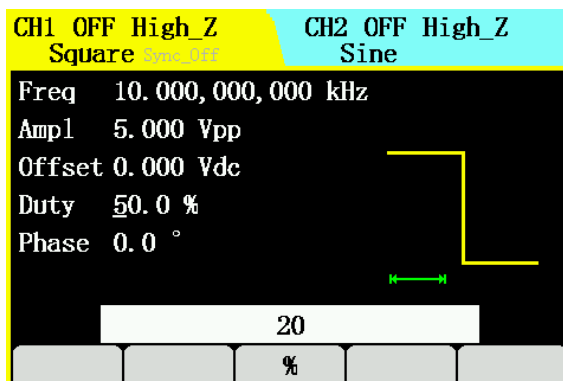 CH1 OFF High_Z
Square Sync_Off
CH2 OFF High_Z
Sine
Freq 10.000,000,000 kHz
Ampl 5.000 Vpp
Offset 0.000 Vdc
Duty 50.0 %
Phase 0.0 °
20
%